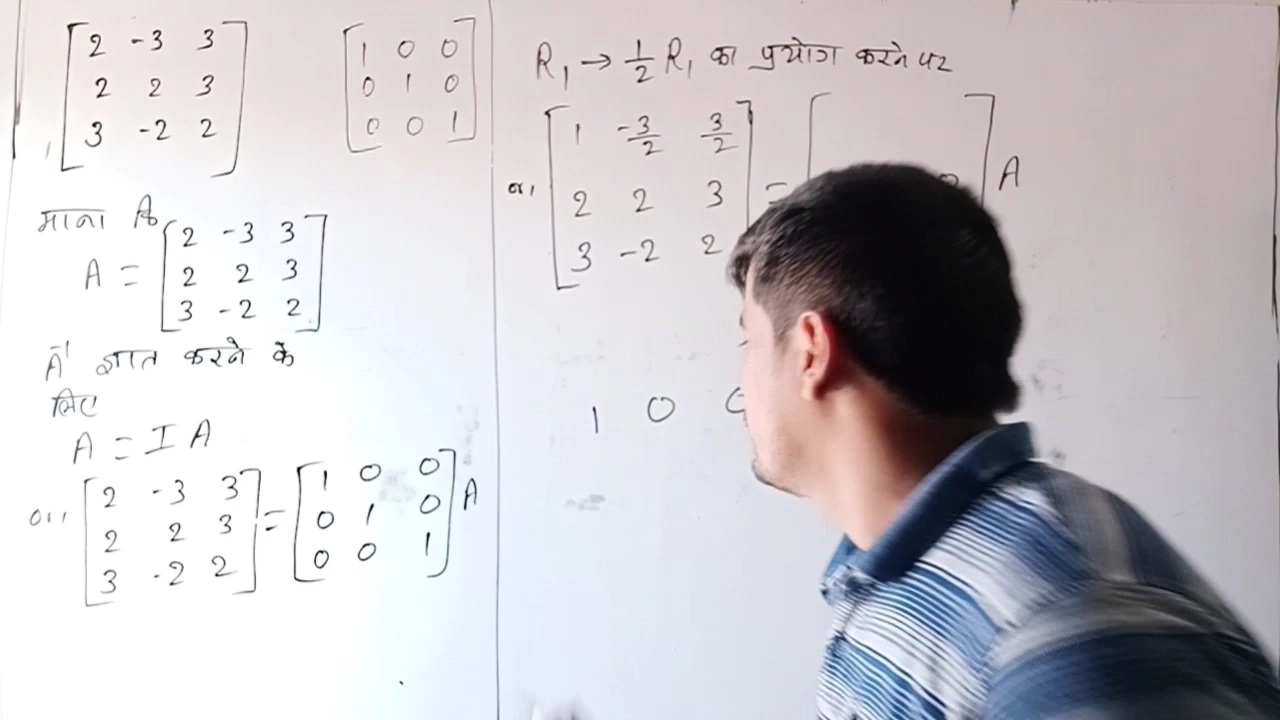 2 -3 3
2 2 3
3 -2 2
1 0 0
0 1 0
0 0 1
माना
A = 2 -3 3
2 2 3
3 -2 2
A⁻¹ ज्ञात करने के
लिए
A = I A
or, 2 -3 3 = 1 0 0 A
2 2 3 0 1 0
3 -2 2 0 0 1
R₁ → 1/2 R₁ का प्रयोग करने पर
or, 1 -3/2 3/2 = A
2 2 3
3 -2 2
1 0